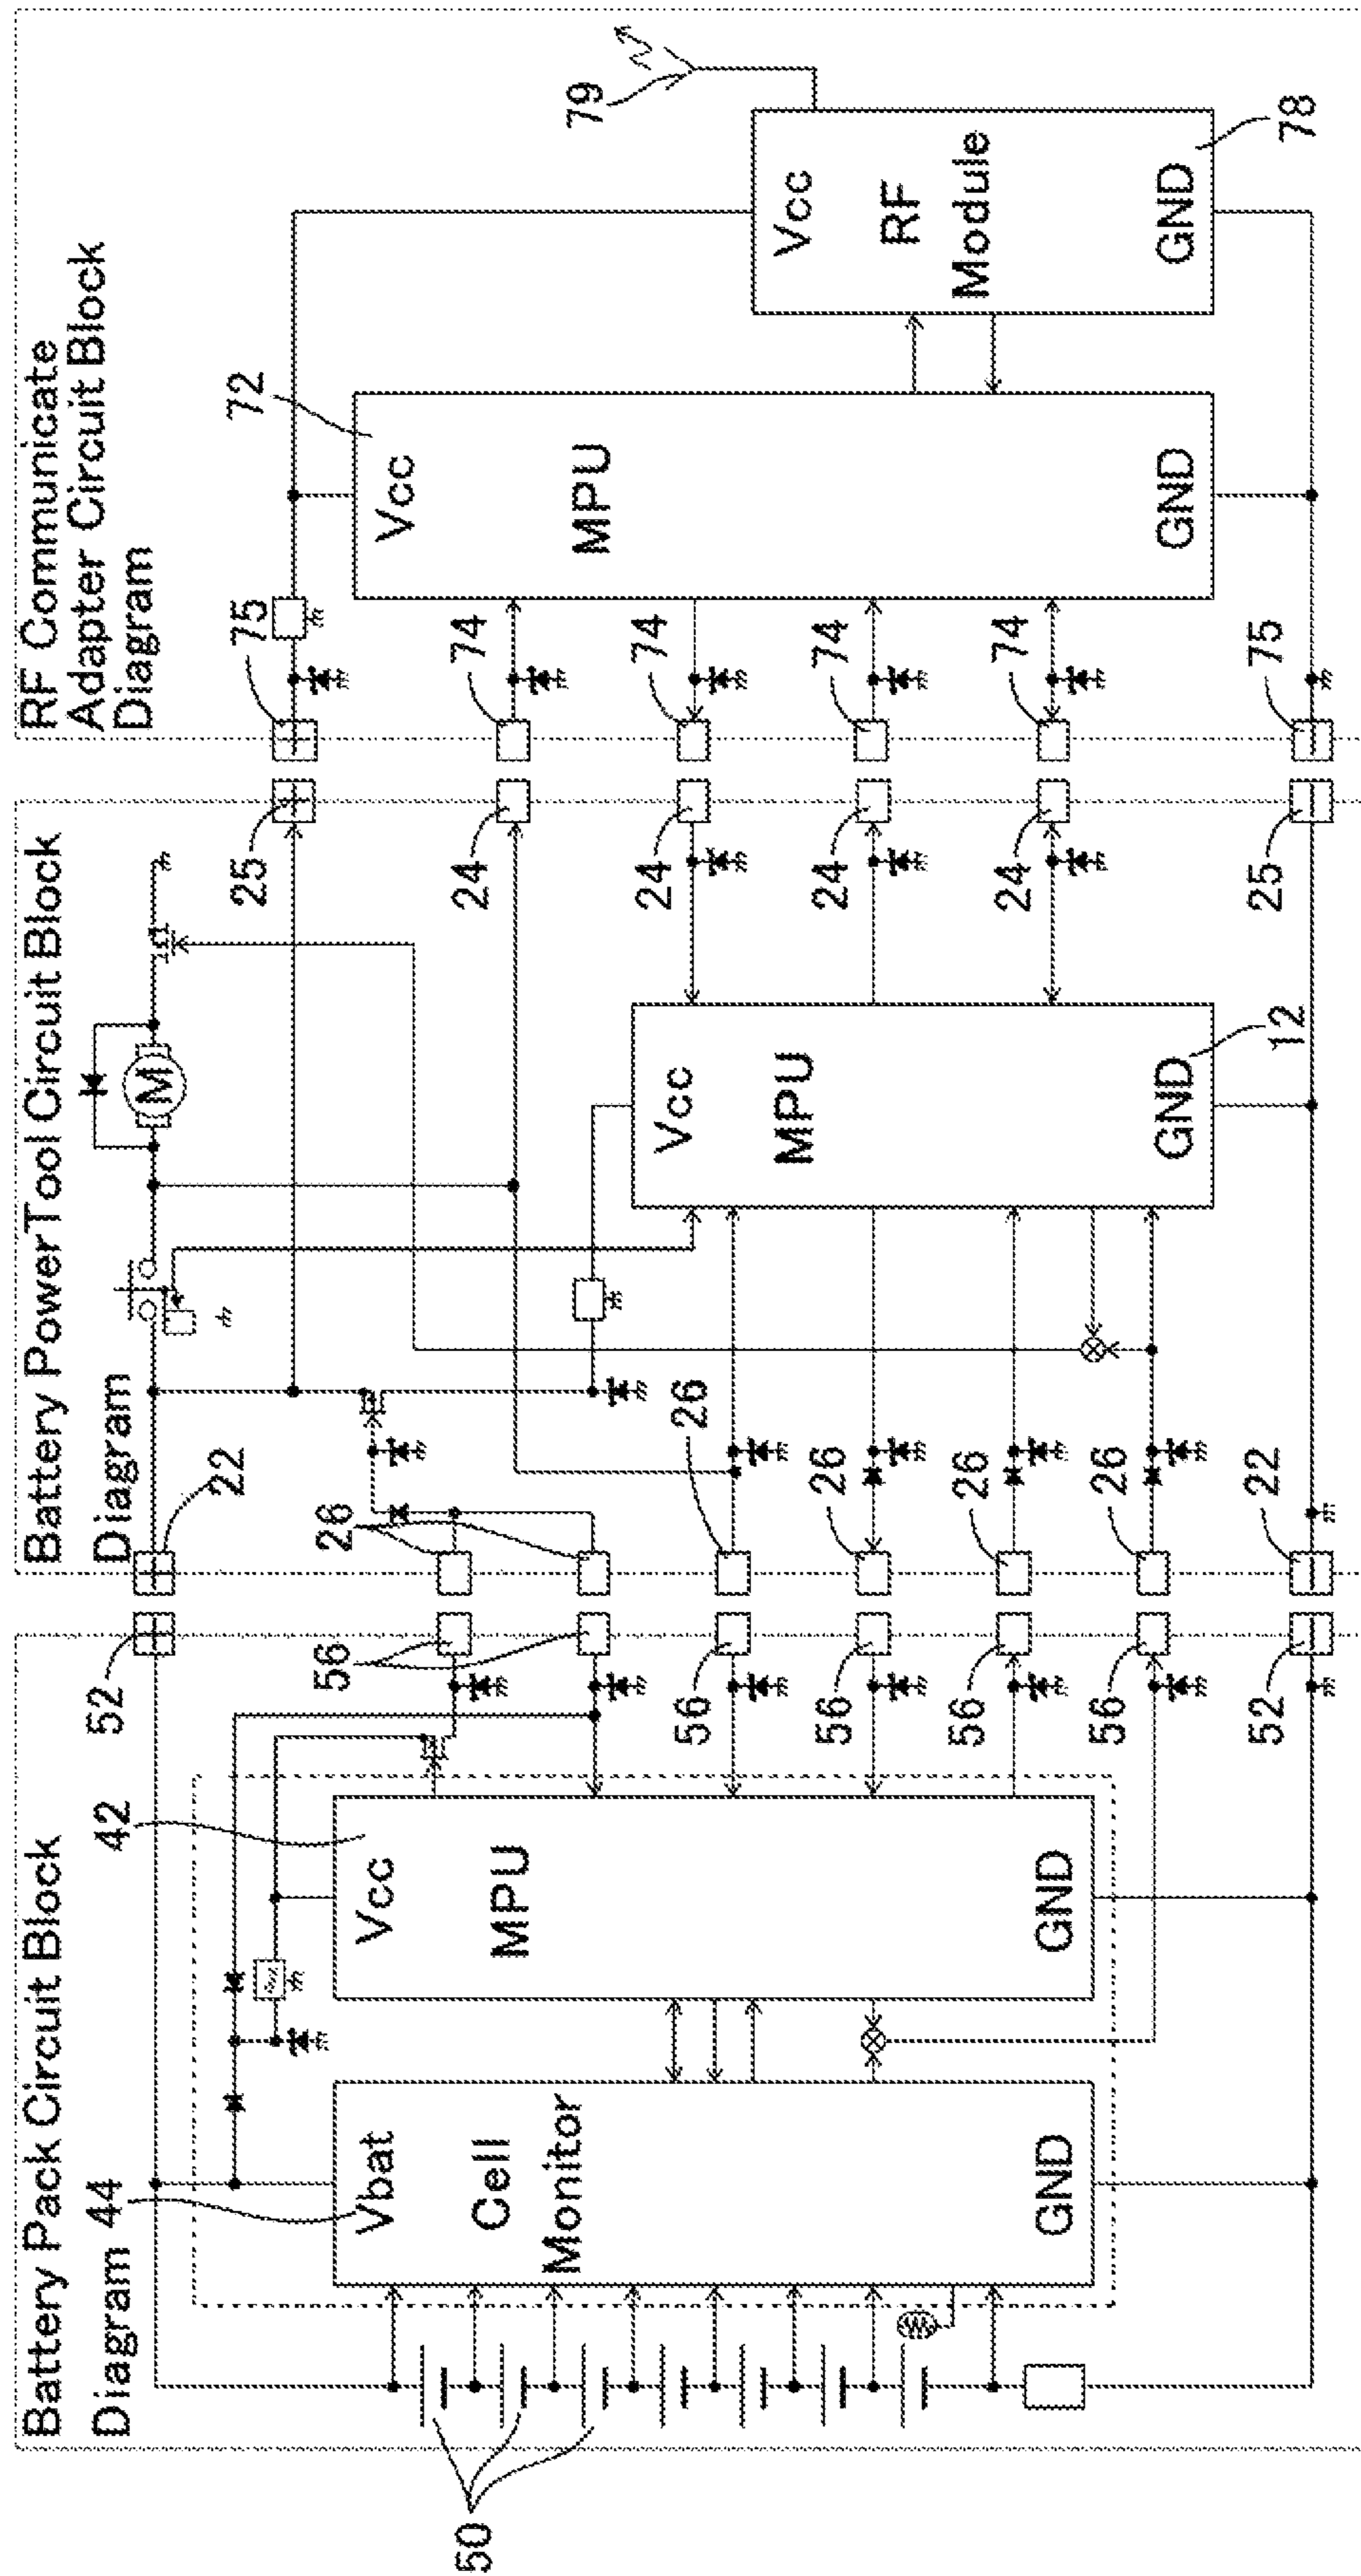 Battery Pack Circuit Block
Diagram 44
42
52
Vbat
Cell
Monitor
GND
Vcc
MPU
GND
50
56
56
56
56
56
52
Battery PowerTool Circuit Block
Diagram
22
M
25
26
26
26
26
26
22
Vcc
MPU
GND
12
24
24
24
24
25
RF Communicate
Adapter Circuit Block
Diagram
75
72
74
74
74
74
75
Vcc
MPU
GND
Vcc
RF
Module
GND
79
78